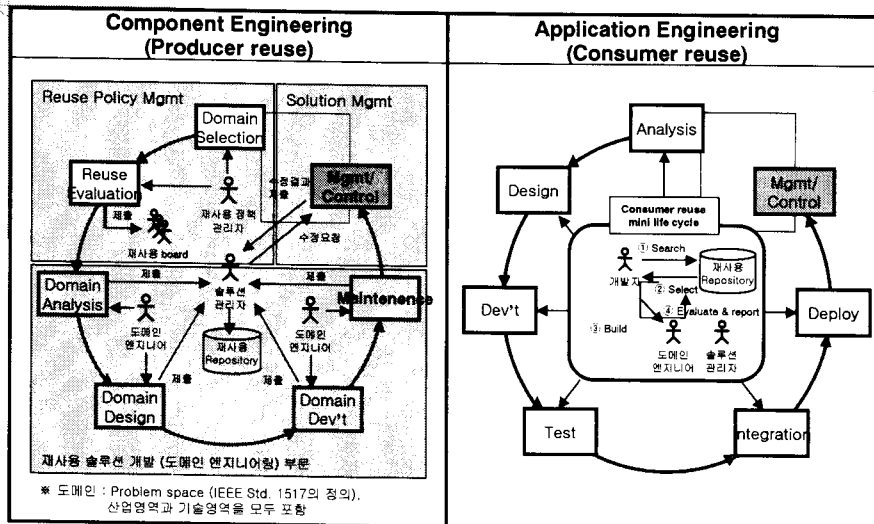 Component Engineering
(Producer reuse)
Reuse Policy Mgmt
Solution Mgmt
Domain
Selection
Reuse
Evaluation
재사용 정책
관리자
제출
재사용 board
수정결과
제출
Mgmt/
Control
수정요청
Domain
Analysis
제출
제출
솔루션
관리자
Maintenence
도메인
엔지니어
도메인
엔지니어
재사용
Repository
제출
제출
Domain
Design
Domain
Dev't
재사용 솔루션 개발 (도메인 엔지니어링) 부문
※ 도메인 : Problem space (IEEE Std. 1517의 정의),
산업영역과 기술영역을 모두 포함
Application Engineering
(Consumer reuse)
Analysis
Design
Mgmt/
Control
Consumer reuse
mini life cycle
① Search
개발자
재사용
Repository
② Select
④ Evaluate & report
③ Build
도메인
엔지니어
솔루션
관리자
Dev't
Deploy
Test
Integration